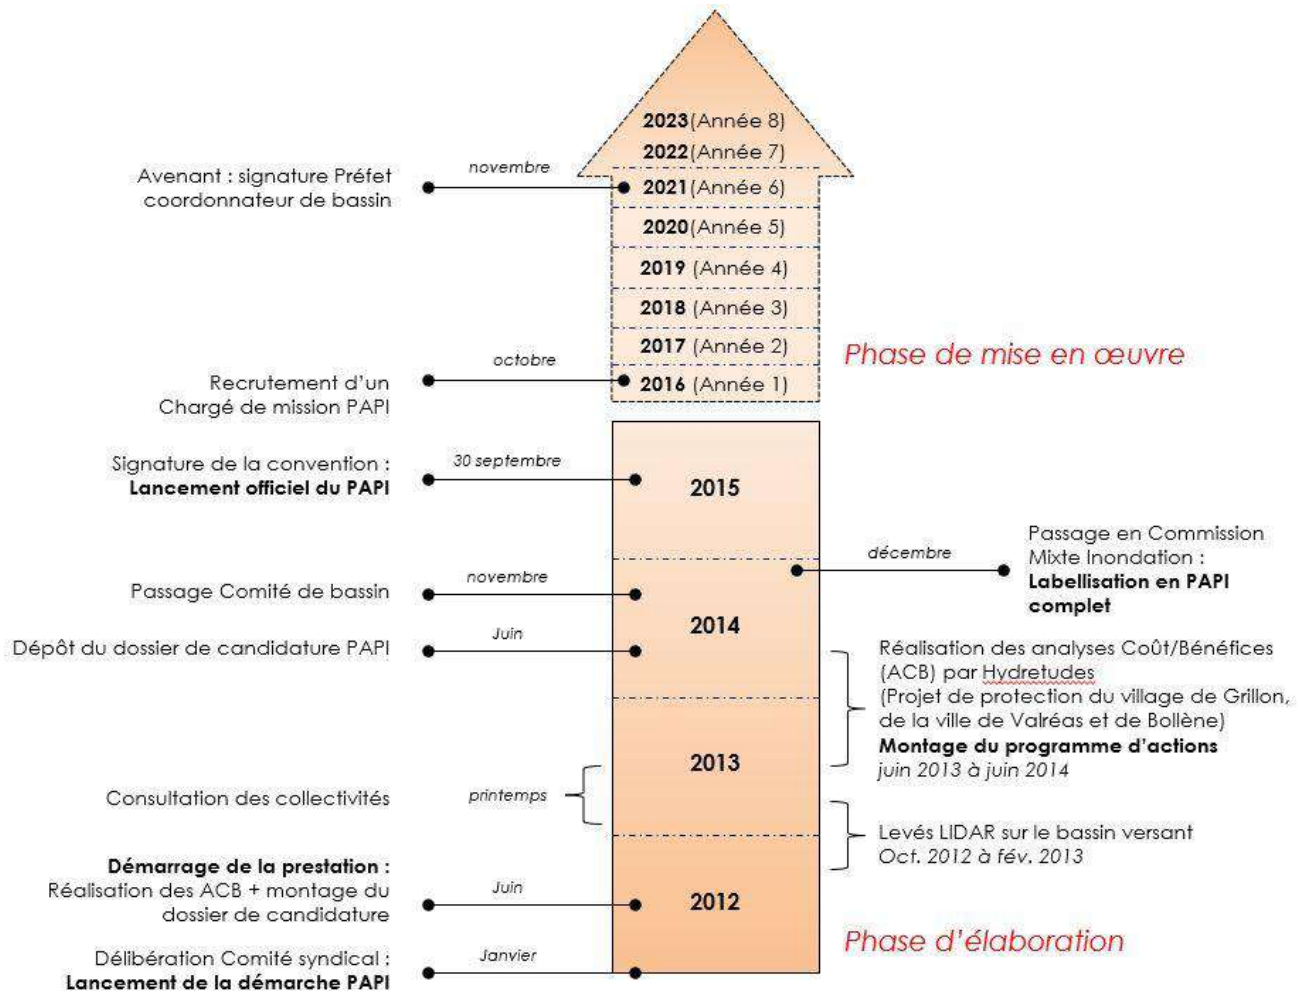 2023(Année 8)
2022(Année 7)
novembre
Avenant : signature Préfet
coordonnateur de bassin
2021 (Année 6)
2020(Année 5)
2019 (Année 4)
2018 (Année 3)
2017 (Année 2)
Phase de mise en œuvre
octobre
Recrutement d'un
Chargé de mission PAPI
2016 (Année 1)
30 septembre
Signature de la convention :
Lancement officiel du PAPI
2015
décembre
Passage en Commission
Mixte Inondation :
Labellisation en PAPI
complet
novembre
Passage Comité de bassin
2014
Juin
Dépôt du dossier de candidature PAPI
Réalisation des analyses Coût/Bénéfices
(ACB) par Hydretudes
(Projet de protection du village de Grillon,
de la ville de Valréas et de Bollène)
Montage du programme d'actions
juin 2013 à juin 2014
2013
Consultation des collectivités
printemps
Levés LIDAR sur le bassin versant
Oct. 2012 à fév. 2013
Démarrage de la prestation :
Réalisation des ACB + montage du
dossier de candidature
Juin
2012
Phase d'élaboration
Délibération Comité syndical :
Lancement de la démarche PAPI
Janvier